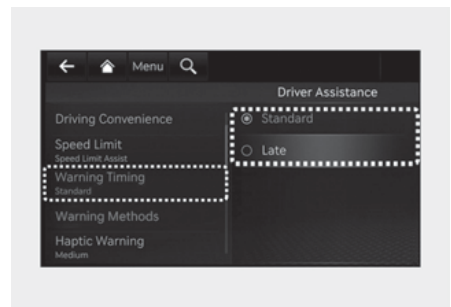 Menu
Driver Assistance
Driving Convenience
Speed Limit
Speed Limit Assist
Warning Timing
Standard
Warning Methods
Haptic Warning
Medium
Standard
Late